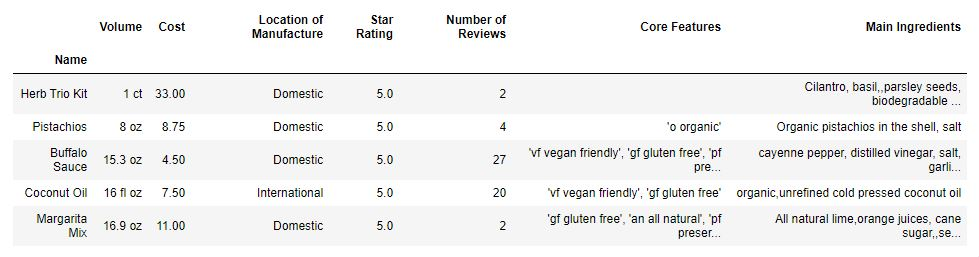 Volume Cost Location of Manufacture Star Rating Number of Reviews Core Features Main Ingredients
Name
Herb Trio Kit 1 ct 33.00 Domestic 5.0 2 Cilantro, basil,,parsley seeds, biodegradable ...
Pistachios 8 oz 8.75 Domestic 5.0 4 'o organic' Organic pistachios in the shell, salt
Buffalo Sauce 15.3 oz 4.50 Domestic 5.0 27 'vf vegan friendly', 'gf gluten free', 'pf pre... cayenne pepper, distilled vinegar, salt, garli...
Coconut Oil 16 fl oz 7.50 International 5.0 20 'vf vegan friendly', 'gf gluten free' organic,unrefined cold pressed coconut oil
Margarita Mix 16.9 oz 11.00 Domestic 5.0 2 'gf gluten free', 'an all natural', 'pf preser... All natural lime,orange juices, cane sugar,,se...